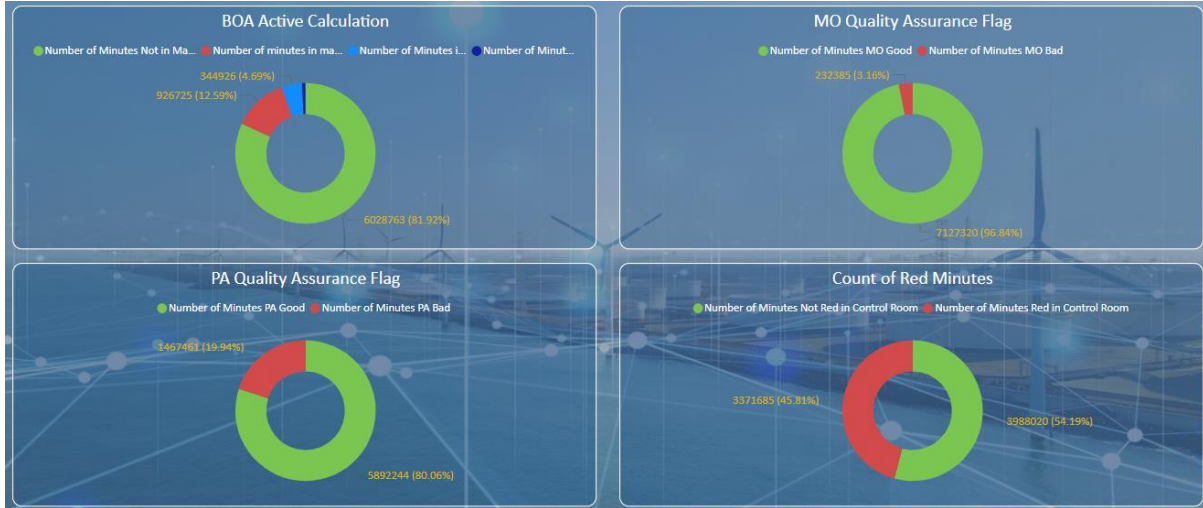 BOA Active Calculation
Number of Minutes Not in Ma... Number of minutes in ma... Number of Minutes i... Number of Minut...
344926 (4.69%)
926725 (12.59%)
6028763 (81.92%)
MO Quality Assurance Flag
Number of Minutes MO Good Number of Minutes MO Bad
232385 (3.16%)
7127320 (96.84%)
PA Quality Assurance Flag
Number of Minutes PA Good Number of Minutes PA Bad
1467461 (19.94%)
5892244 (80.06%)
Count of Red Minutes
Number of Minutes Not Red in Control Room Number of Minutes Red in Control Room
3371685 (45.81%)
3988020 (54.19%)